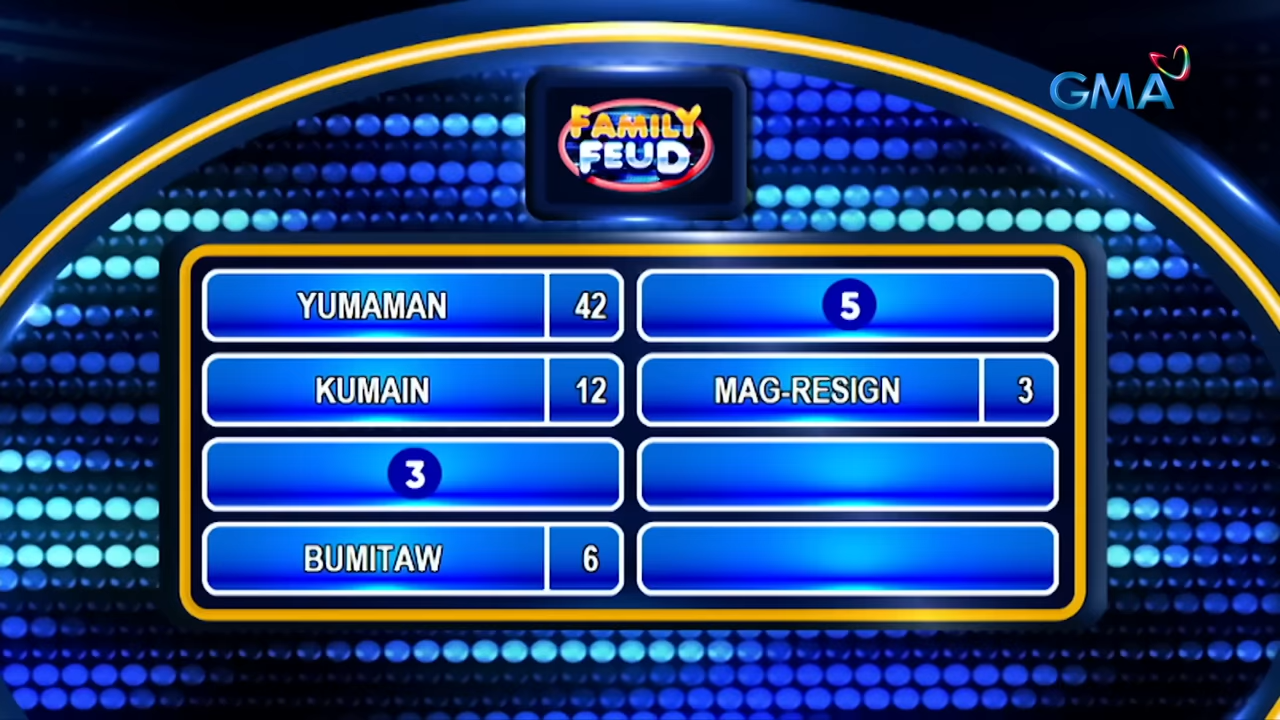 GMA
FAMILY
FEUD
YUMAMAN 42
KUMAIN 12
3
BUMITAW 6
5
MAG-RESIGN 3